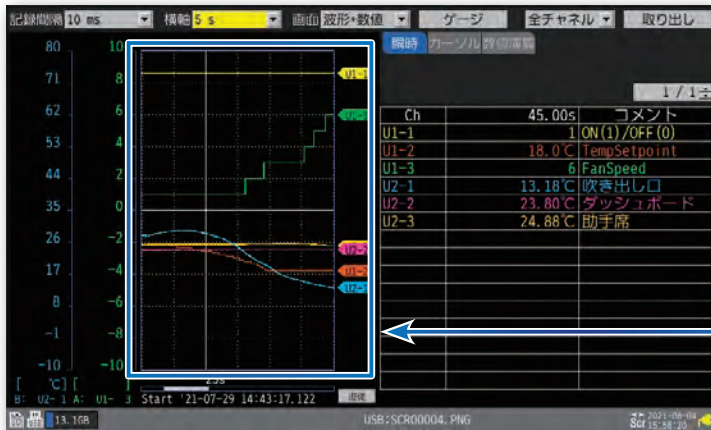 記録間隔 10 ms 横軸 5 s 画面 波形・数値 ゲージ 全チャネル 取り出し
瞬時 カーソル 数値演算
1 / 1
80 10
71 8
62 6
53 4
44 2
35 0
26 -2
17 -4
8 -6
-1 -8
-10 -10
[ ℃] [
B: U2- 1 A: U1- 3
U1-1
U1-3
U2-2
U1-2
U2-1
25s
Start '21-07-29 14:43:17.122
Ch 45.00s コメント
U1-1 1 ON(1)/OFF(0)
U1-2 18.0℃ TempSetpoint
U1-3 6 FanSpeed
U2-1 13.18℃ 吹き出し口
U2-2 23.80℃ ダッシュボード
U2-3 24.88℃ 助手席
13.1GB USB:SCR00004.PNG Scr 2021-08-04
15:58:20